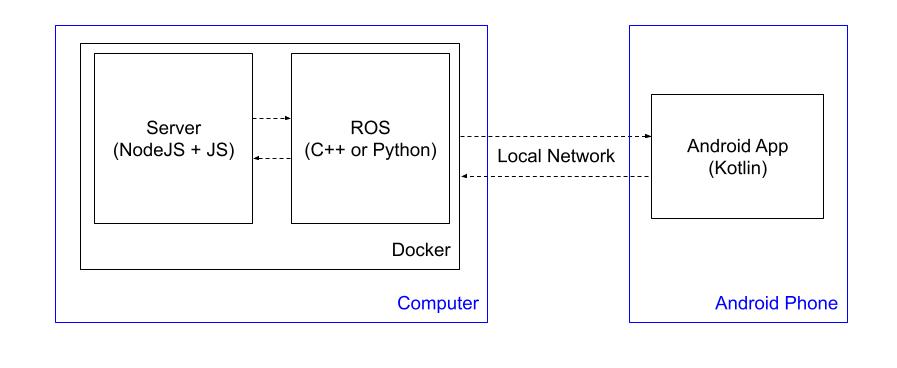 Server
(NodeJS + JS)
ROS
(C++ or Python)
Docker
Computer
Local Network
Android App
(Kotlin)
Android Phone